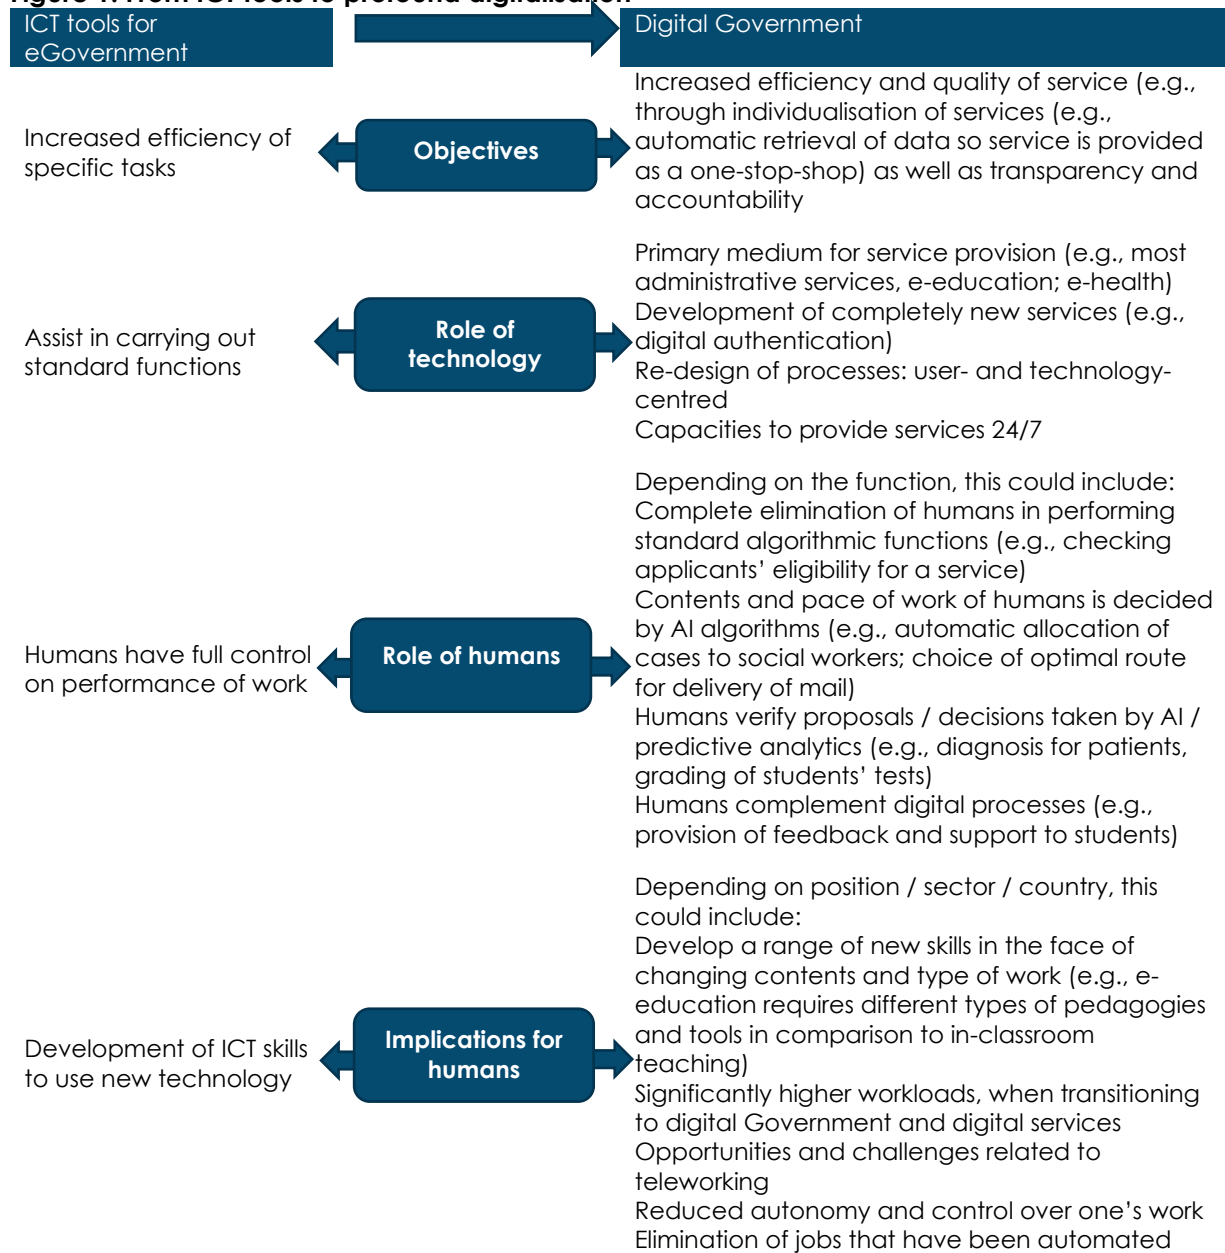 ICT tools for
eGovernment
Digital Government
Increased efficiency of
specific tasks
Objectives
Increased efficiency and quality of service (e.g.,
through individualisation of services (e.g.,
automatic retrieval of data so service is provided
as a one-stop-shop) as well as transparency and
accountability
Assist in carrying out
standard functions
Role of
technology
Primary medium for service provision (e.g., most
administrative services, e-education; e-health)
Development of completely new services (e.g.,
digital authentication)
Re-design of processes: user- and technology-
centred
Capacities to provide services 24/7
Humans have full control
on performance of work
Role of humans
Depending on the function, this could include:
Complete elimination of humans in performing
standard algorithmic functions (e.g., checking
applicants’ eligibility for a service)
Contents and pace of work of humans is decided
by AI algorithms (e.g., automatic allocation of
cases to social workers; choice of optimal route
for delivery of mail)
Humans verify proposals / decisions taken by AI /
predictive analytics (e.g., diagnosis for patients,
grading of students’ tests)
Humans complement digital processes (e.g.,
provision of feedback and support to students)
Development of ICT skills
to use new technology
Implications for
humans
Depending on position / sector / country, this
could include:
Develop a range of new skills in the face of
changing contents and type of work (e.g., e-
education requires different types of pedagogies
and tools in comparison to in-classroom
teaching)
Significantly higher workloads, when transitioning
to digital Government and digital services
Opportunities and challenges related to
teleworking
Reduced autonomy and control over one’s work
Elimination of jobs that have been automated